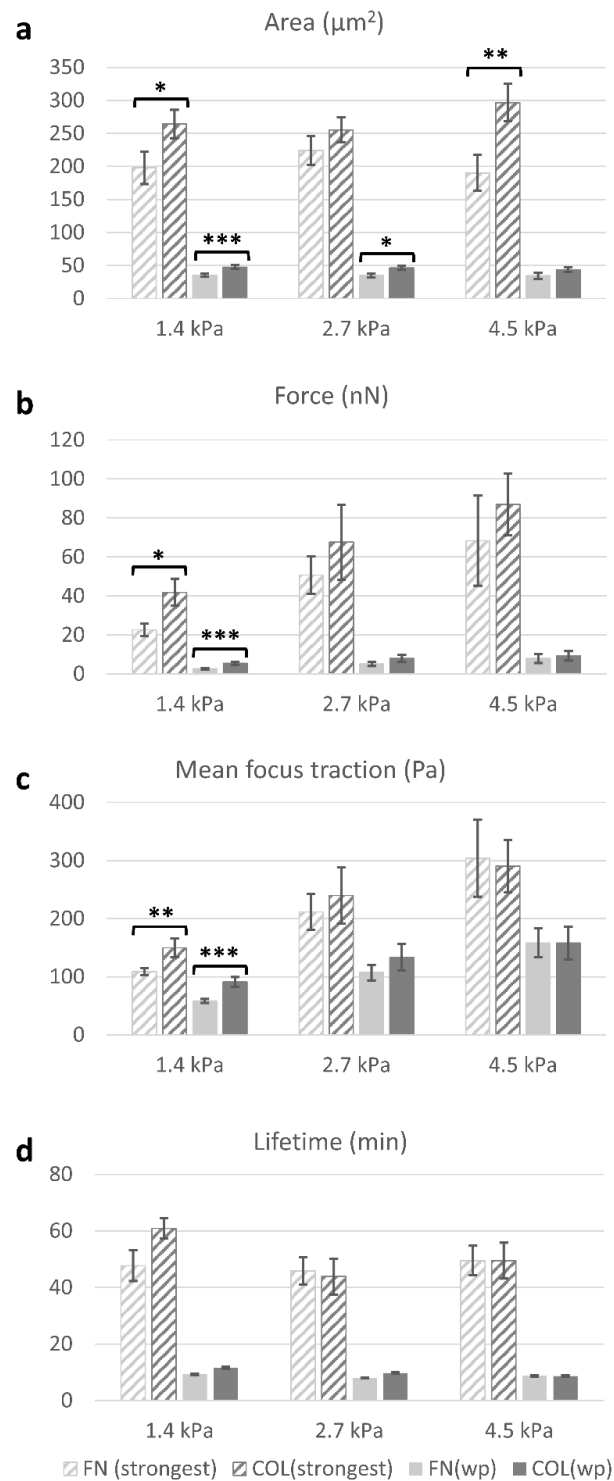 a
Area (µm²)
350
300
250
200
150
100
50
0
*
***
*
**
1.4 kPa 2.7 kPa 4.5 kPa
b
Force (nN)
120
100
80
60
40
20
0
*
***
1.4 kPa 2.7 kPa 4.5 kPa
c
Mean focus traction (Pa)
400
300
200
100
0
**
***
1.4 kPa 2.7 kPa 4.5 kPa
d
Lifetime (min)
80
60
40
20
0
1.4 kPa 2.7 kPa 4.5 kPa
FN (strongest) COL(strongest) FN(wp) COL(wp)